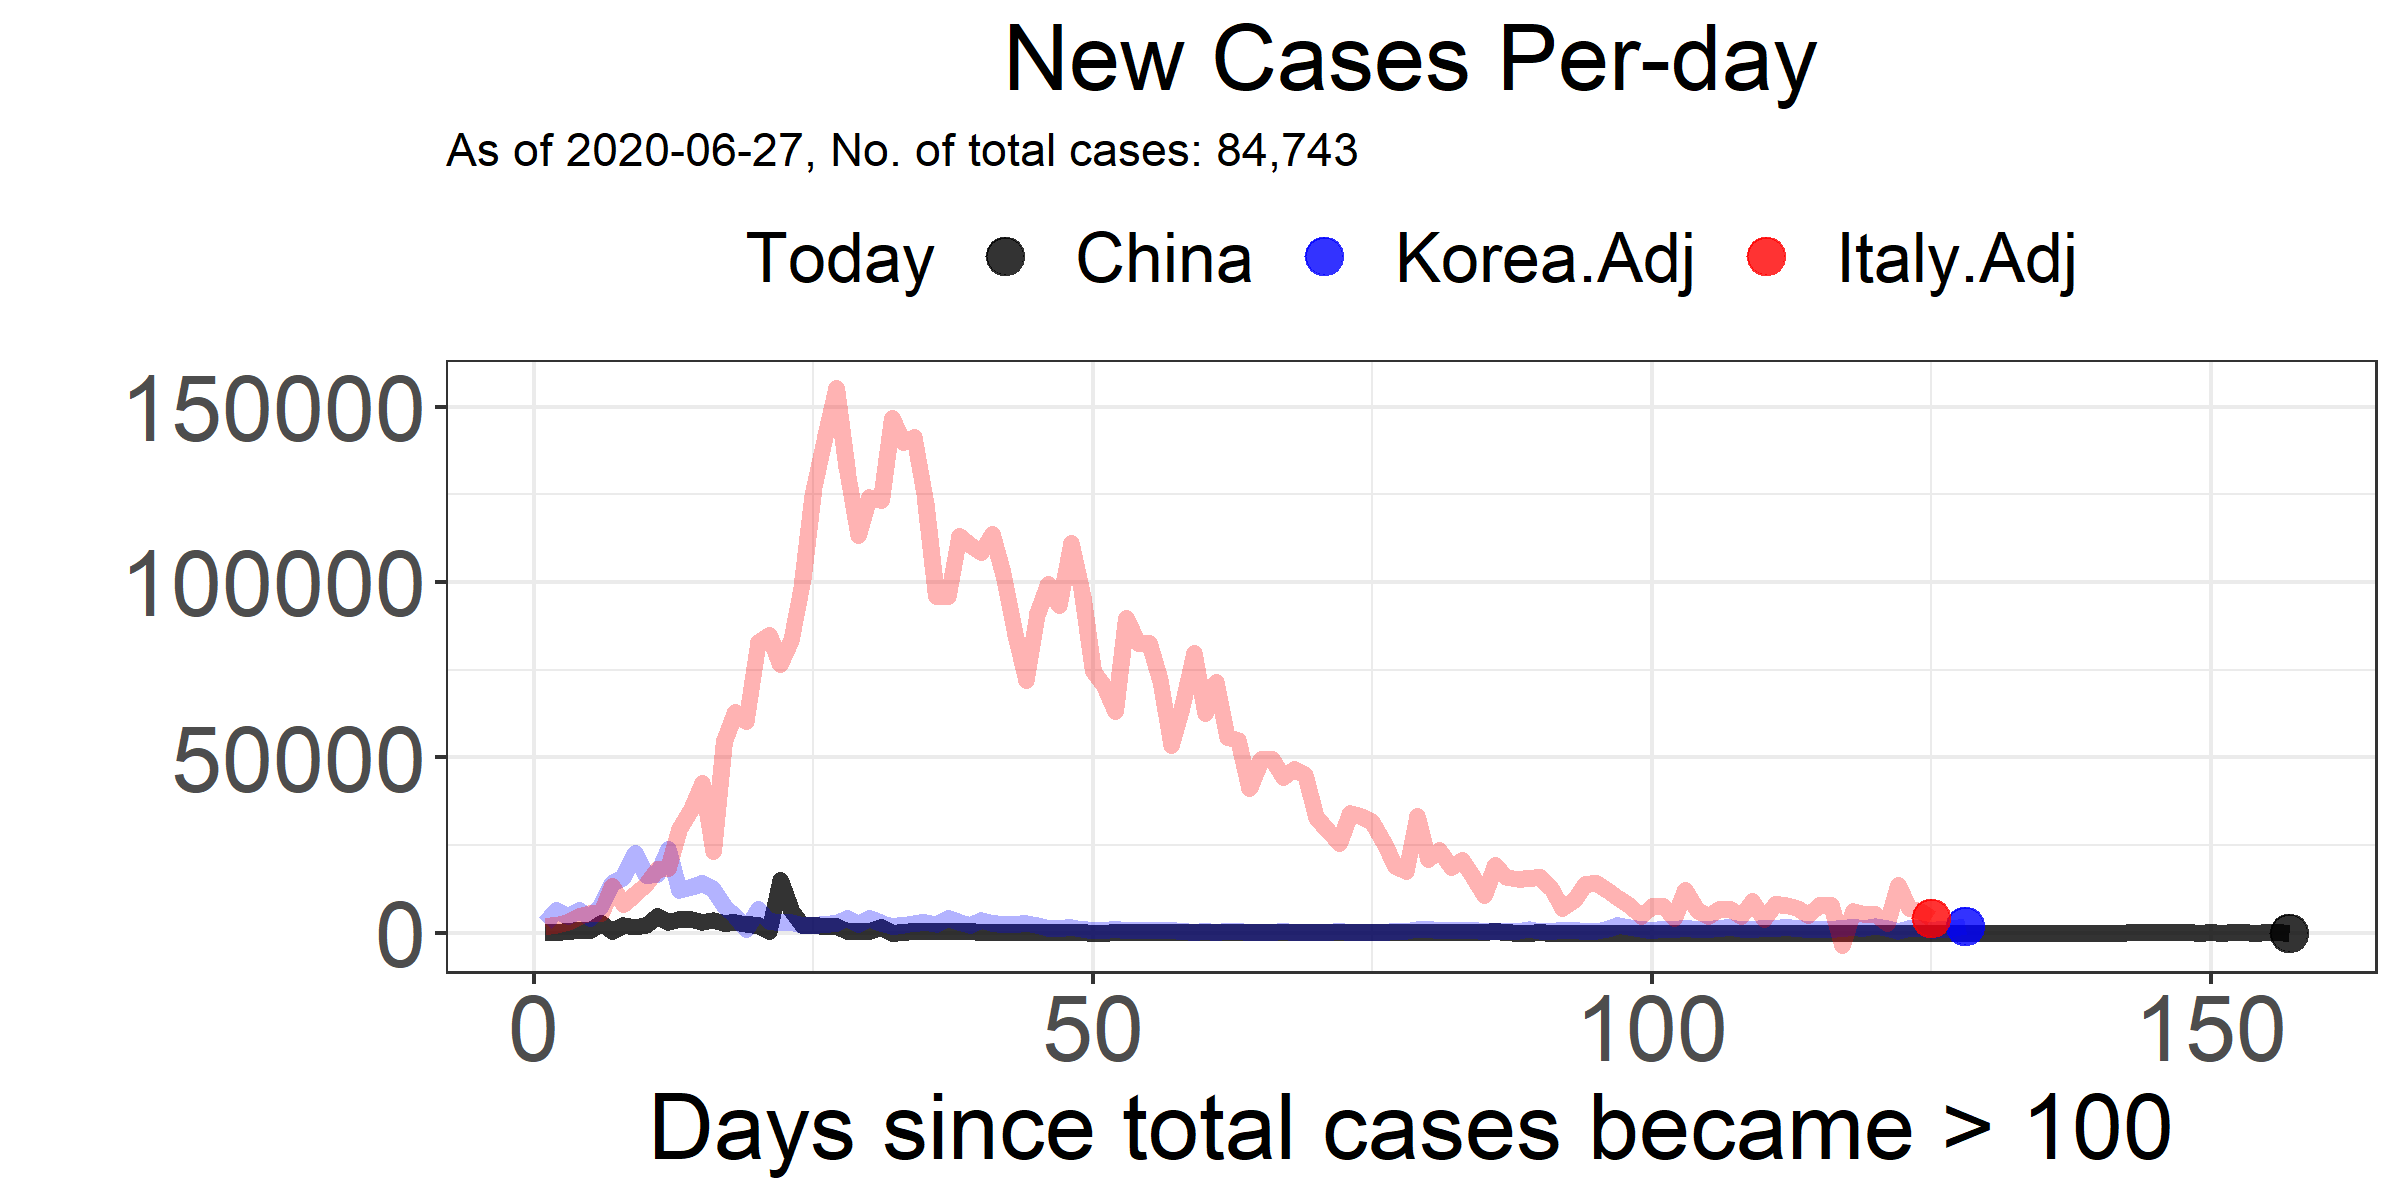 New Cases Per-day
As of 2020-06-27, No. of total cases: 84,743
Today China Korea.Adj Italy.Adj
150000
100000
50000
0
0 50 100 150
Days since total cases became > 100